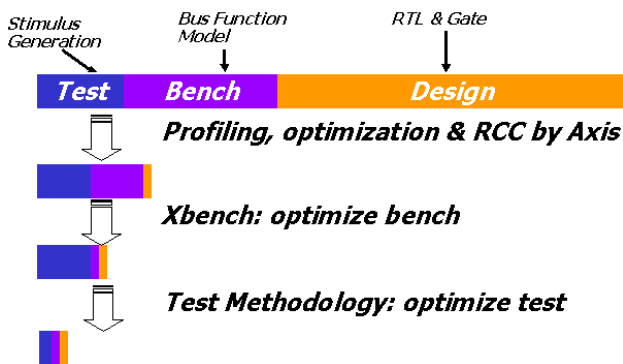 Stimulus
Generation
Bus Function
Model
RTL & Gate
Test Bench Design
Profiling, optimization & RCC by Axis
Xbench: optimize bench
Test Methodology: optimize test